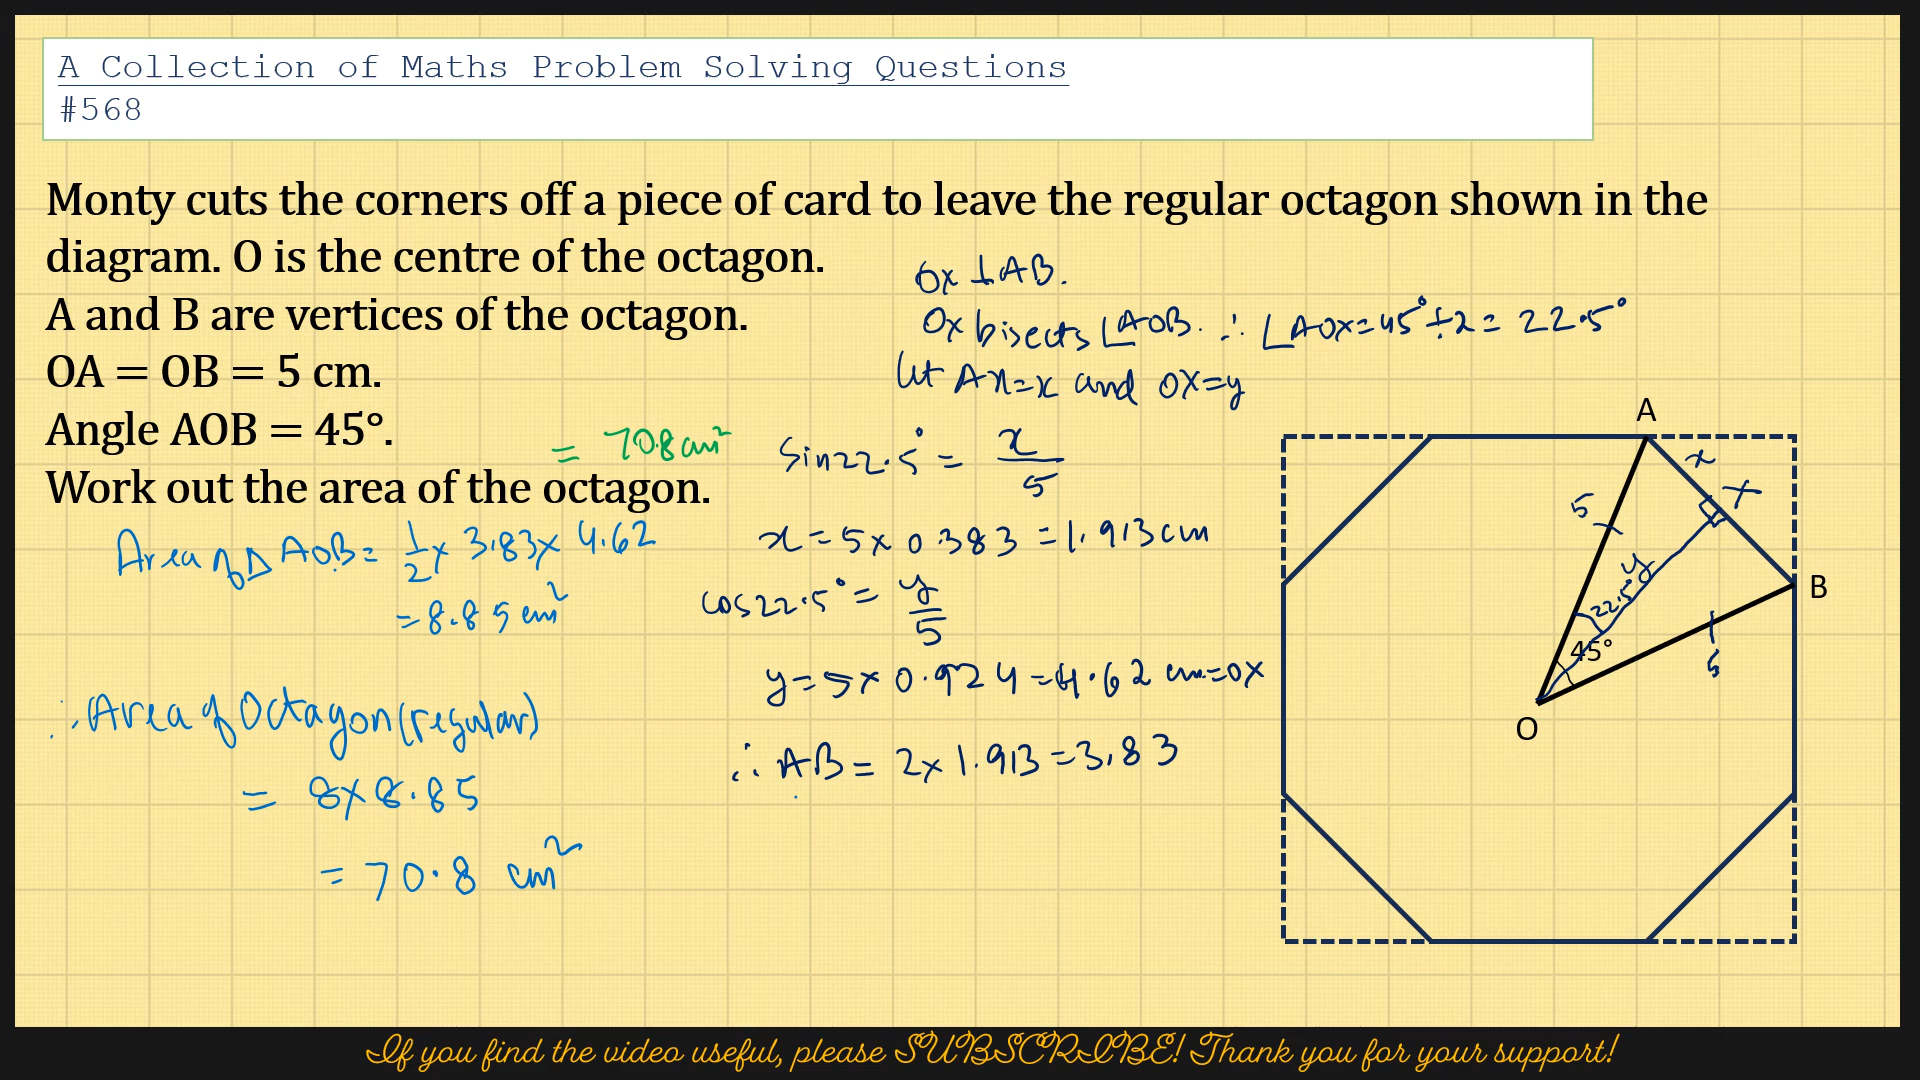 A Collection of Maths Problem Solving Questions
#568
Monty cuts the corners off a piece of card to leave the regular octagon shown in the
diagram. O is the centre of the octagon.
A and B are vertices of the octagon.
OA = OB = 5 cm.
Angle AOB = 45°.
Work out the area of the octagon.
= 70.8 cm²
OX ⊥ AB.
OX bisects ∠AOB. ∴ ∠AOX = 45° ÷ 2 = 22.5°
Let AX = x and OX = y
sin 22.5° = x/5
x = 5 x 0.383 = 1.913 cm
cos 22.5° = y/5
y = 5 x 0.924 = 4.62 cm = OX
∴ AB = 2 x 1.913 = 3.83
Area of △ AOB = 1/2 x 3.83 x 4.62
= 8.85 cm²
∴ Area of Octagon (regular)
= 8 x 8.85
= 70.8 cm²
A
x
X
5
y
22.5°
B
45°
5
O
If you find the video useful, please SUBSCRIBE! Thank you for your support!